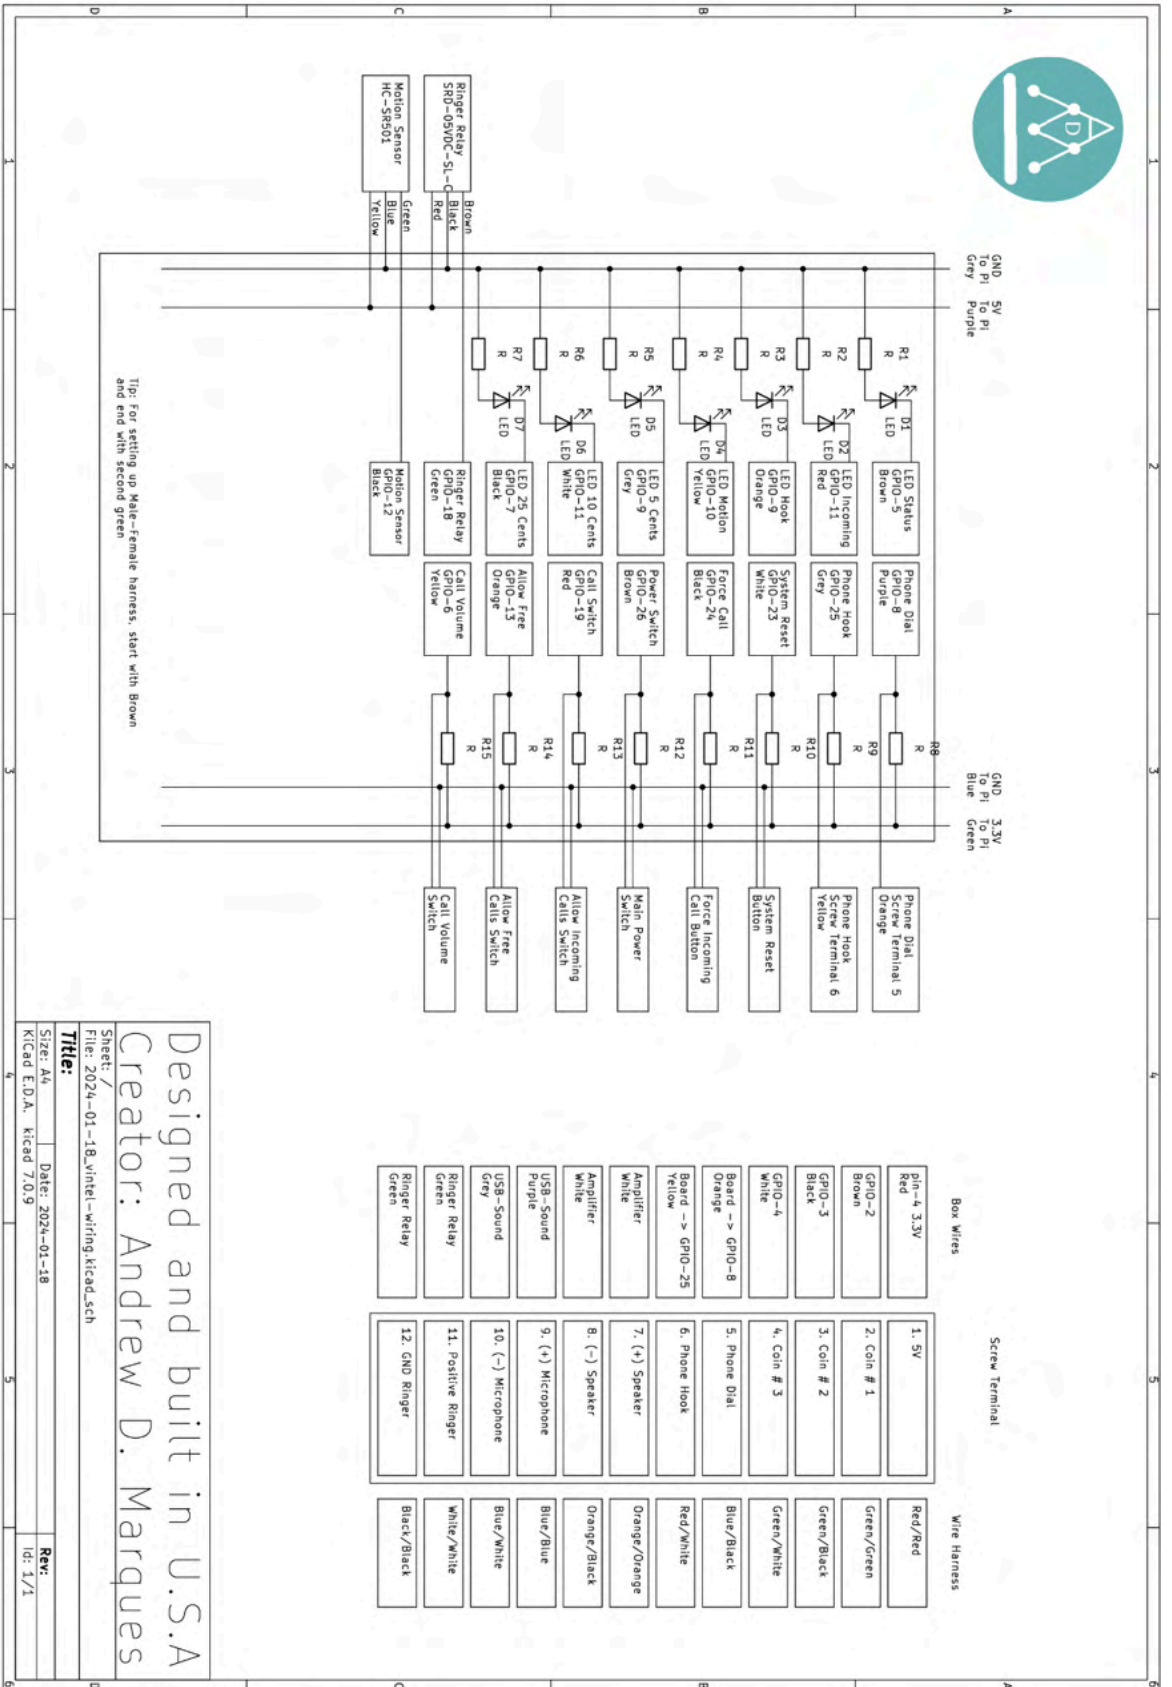 D
GND
To Pi
Grey
5V
To Pi
Purple
GND
To Pi
Blue
3.3V
To Pi
Green
R1
R
D1
LED
LED Status
GPIO-5
Brown
Phone Dial
GPIO-8
Purple
R8
R
Phone Dial
Screw Terminal 5
Orange
R2
R
D2
LED
LED Incoming
GPIO-11
Red
Phone Hook
GPIO-25
Grey
R9
R
Phone Hook
Screw Terminal 6
Yellow
R3
R
D3
LED
LED Hook
GPIO-9
Orange
System Reset
GPIO-23
White
R10
R
System Reset
Button
R4
R
D4
LED
LED Motion
GPIO-10
Yellow
Force Call
GPIO-24
Black
R11
R
Force Incoming
Call Button
R5
R
D5
LED
LED 5 Cents
GPIO-9
Grey
Power Switch
GPIO-26
Brown
R12
R
Main Power
Switch
R6
R
D6
LED
LED 10 Cents
GPIO-11
White
Call Switch
GPIO-19
Red
R13
R
Allow Incoming
Calls Switch
R7
R
D7
LED
LED 25 Cents
GPIO-7
Black
Allow Free
GPIO-13
Orange
R14
R
Allow Free
Calls Switch
Ringer Relay
SRD-05VDC-SL-C
Brown
Black
Red
Ringer Relay
GPIO-18
Green
Call Volume
GPIO-6
Yellow
R15
R
Call Volume
Switch
Motion Sensor
HC-SR501
Green
Blue
Yellow
Motion Sensor
GPIO-12
Black
Tip: For setting up Male-Female harness, start with Brown
and end with second green
Box Wires
Screw Terminal
Wire Harness
pin-4 3.3V
Red
1. 5V
Red/Red
GPIO-2
Brown
2. Coin # 1
Green/Green
GPIO-3
Black
3. Coin # 2
Green/Black
GPIO-4
White
4. Coin # 3
Green/White
Board -> GPIO-8
Orange
5. Phone Dial
Blue/Black
Board -> GPIO-25
Yellow
6. Phone Hook
Red/White
Amplifier
White
7. (+) Speaker
Orange/Orange
Amplifier
White
8. (-) Speaker
Orange/Black
USB-Sound
Purple
9. (+) Microphone
Blue/Blue
USB-Sound
Grey
10. (-) Microphone
Blue/White
Ringer Relay
Green
11. Positive Ringer
White/White
Ringer Relay
Green
12. GND Ringer
Black/Black
Designed and built in U.S.A
Creator: Andrew D. Marques
Sheet: /
File: 2024-01-18_vintel-wiring.kicad_sch
Title:
Size: A4
Date: 2024-01-18
Rev:
KiCad E.D.A. kicad 7.0.9
Id: 1/1
1
2
3
4
5
6
A
B
C
D
1
2
3
4
5
6
A
B
C
D